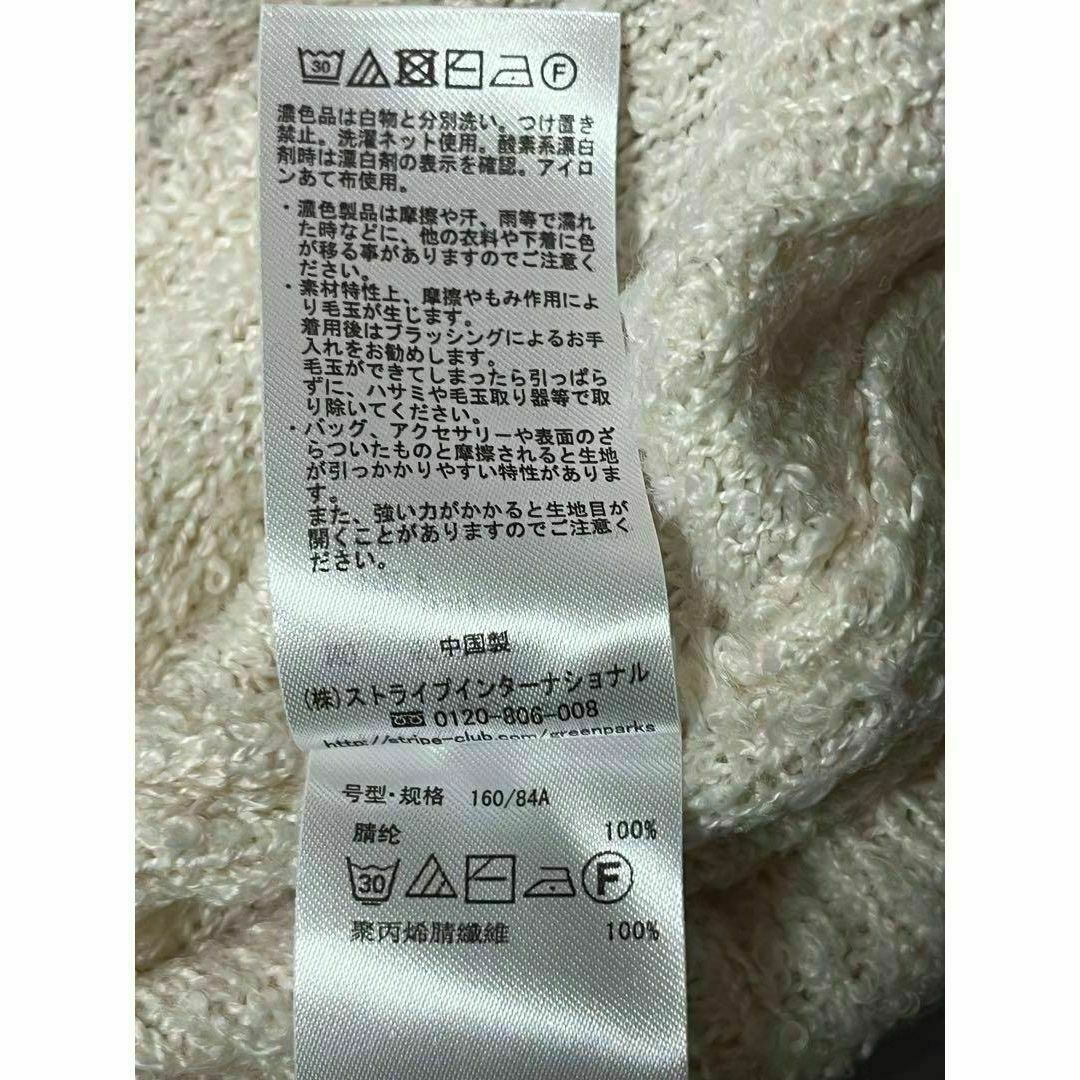 30 F
濃色品は白物と分別洗い。つけ置き
禁止。洗濯ネット使用。酸素系漂白
剤時は漂白剤の表示を確認。アイロ
ンあて布使用。
・濃色製品は摩擦や汗、雨等で濡れ
た時などに、他の衣料や下着に色
が移る事がありますのでご注意く
ださい。
・素材特性上、摩擦やもみ作用によ
り毛玉が生じます。
着用後はブラッシングによるお手
入れをお勧めします。
毛玉ができてしまったら引っぱら
ずに、ハサミや毛玉取り器等で取
り除いてください。
・バッグ、アクセサリーや表面のざ
らついたものと摩擦されると生地
が引っかかりやすい特性がありま
す。
また、強い力がかかると生地目が
開くことがありますのでご注意く
ださい。
中国製
(株)ストライプインターナショナル
0120-806-008
http://stripe-club.com/greenparks
号型・规格 160/84A
腈纶 100%
30 F
聚丙烯腈纖維 100%